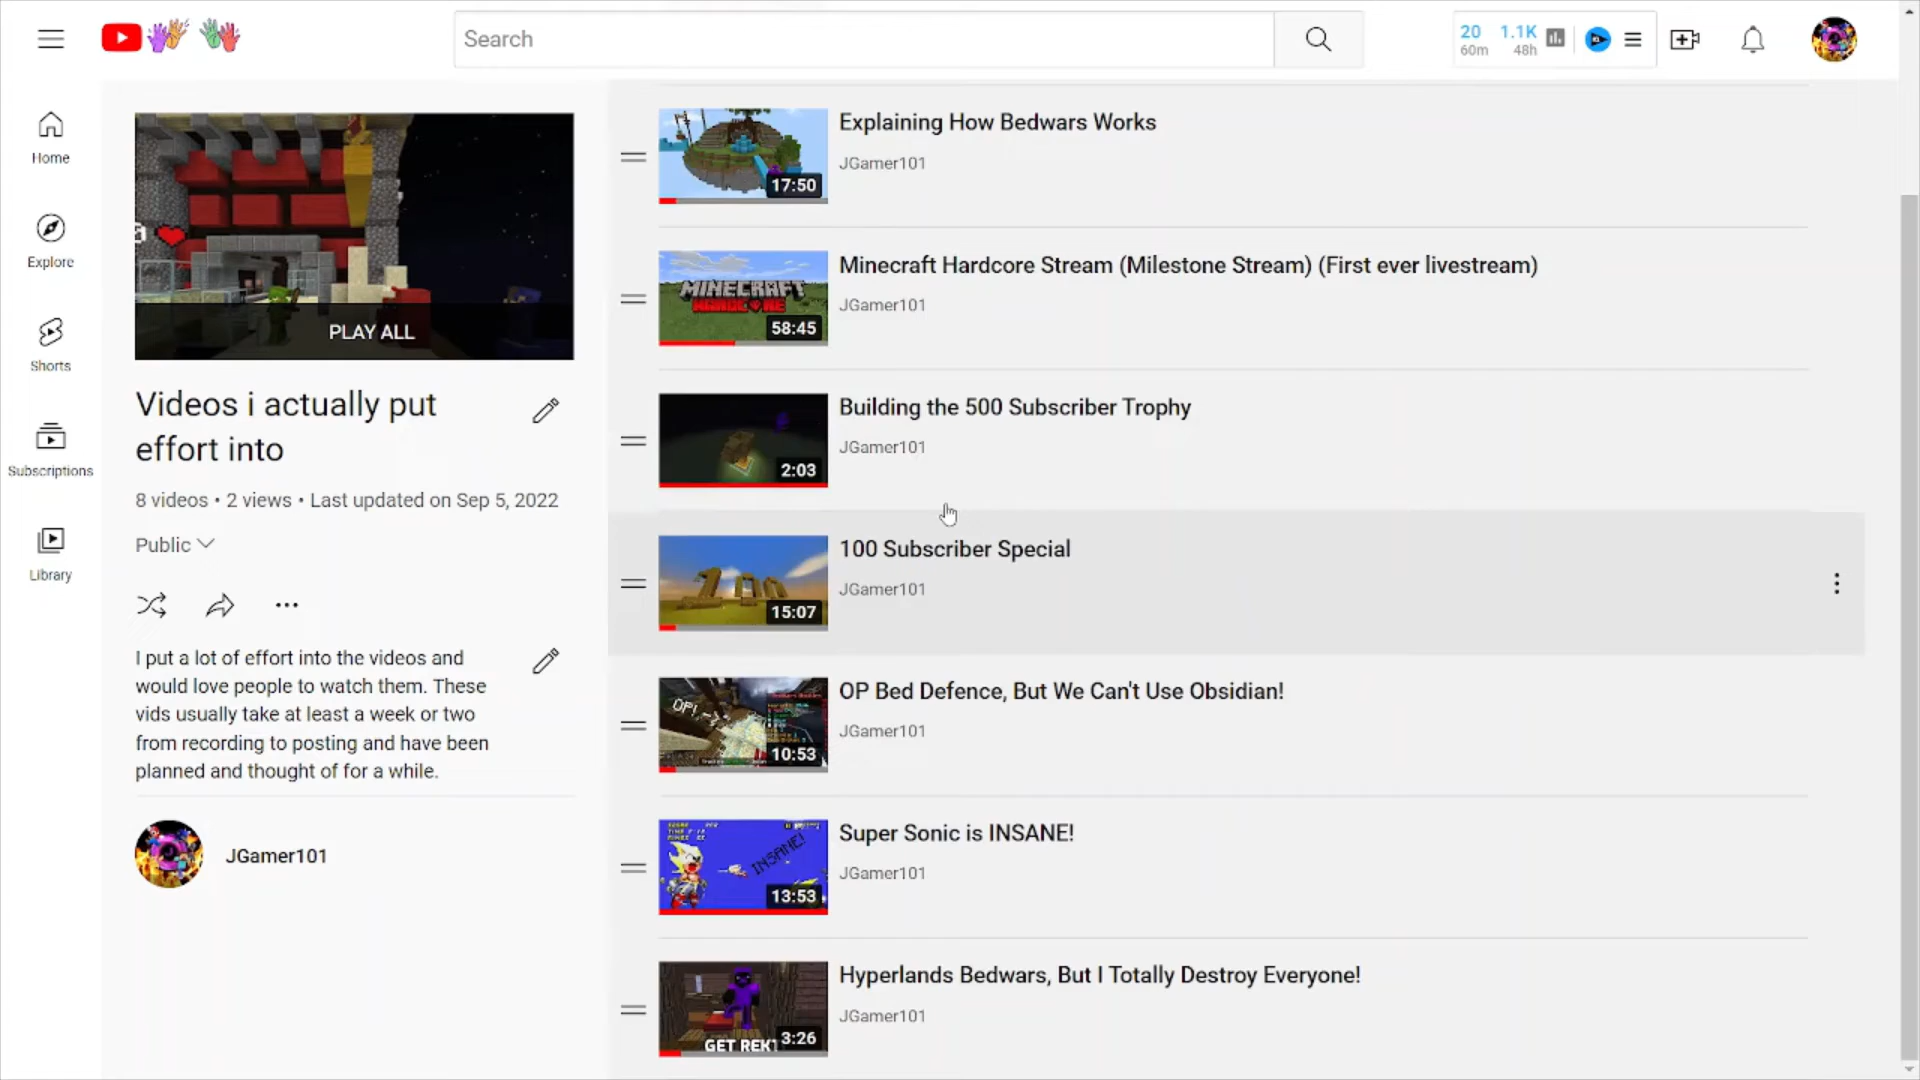 Search
20 1.1K
60m 48h
Home
Explore
Shorts
Subscriptions
Library
PLAY ALL
Videos i actually put
effort into
8 videos • 2 views • Last updated on Sep 5, 2022
Public
I put a lot of effort into the videos and
would love people to watch them. These
vids usually take at least a week or two
from recording to posting and have been
planned and thought of for a while.
JGamer101
17:50
Explaining How Bedwars Works
JGamer101
MINECRAFT
HARDCORE
58:45
Minecraft Hardcore Stream (Milestone Stream) (First ever livestream)
JGamer101
2:03
Building the 500 Subscriber Trophy
JGamer101
100
15:07
100 Subscriber Special
JGamer101
OP! -->
10:53
OP Bed Defence, But We Can't Use Obsidian!
JGamer101
INSANE!
13:53
Super Sonic is INSANE!
JGamer101
GET REKT
3:26
Hyperlands Bedwars, But I Totally Destroy Everyone!
JGamer101